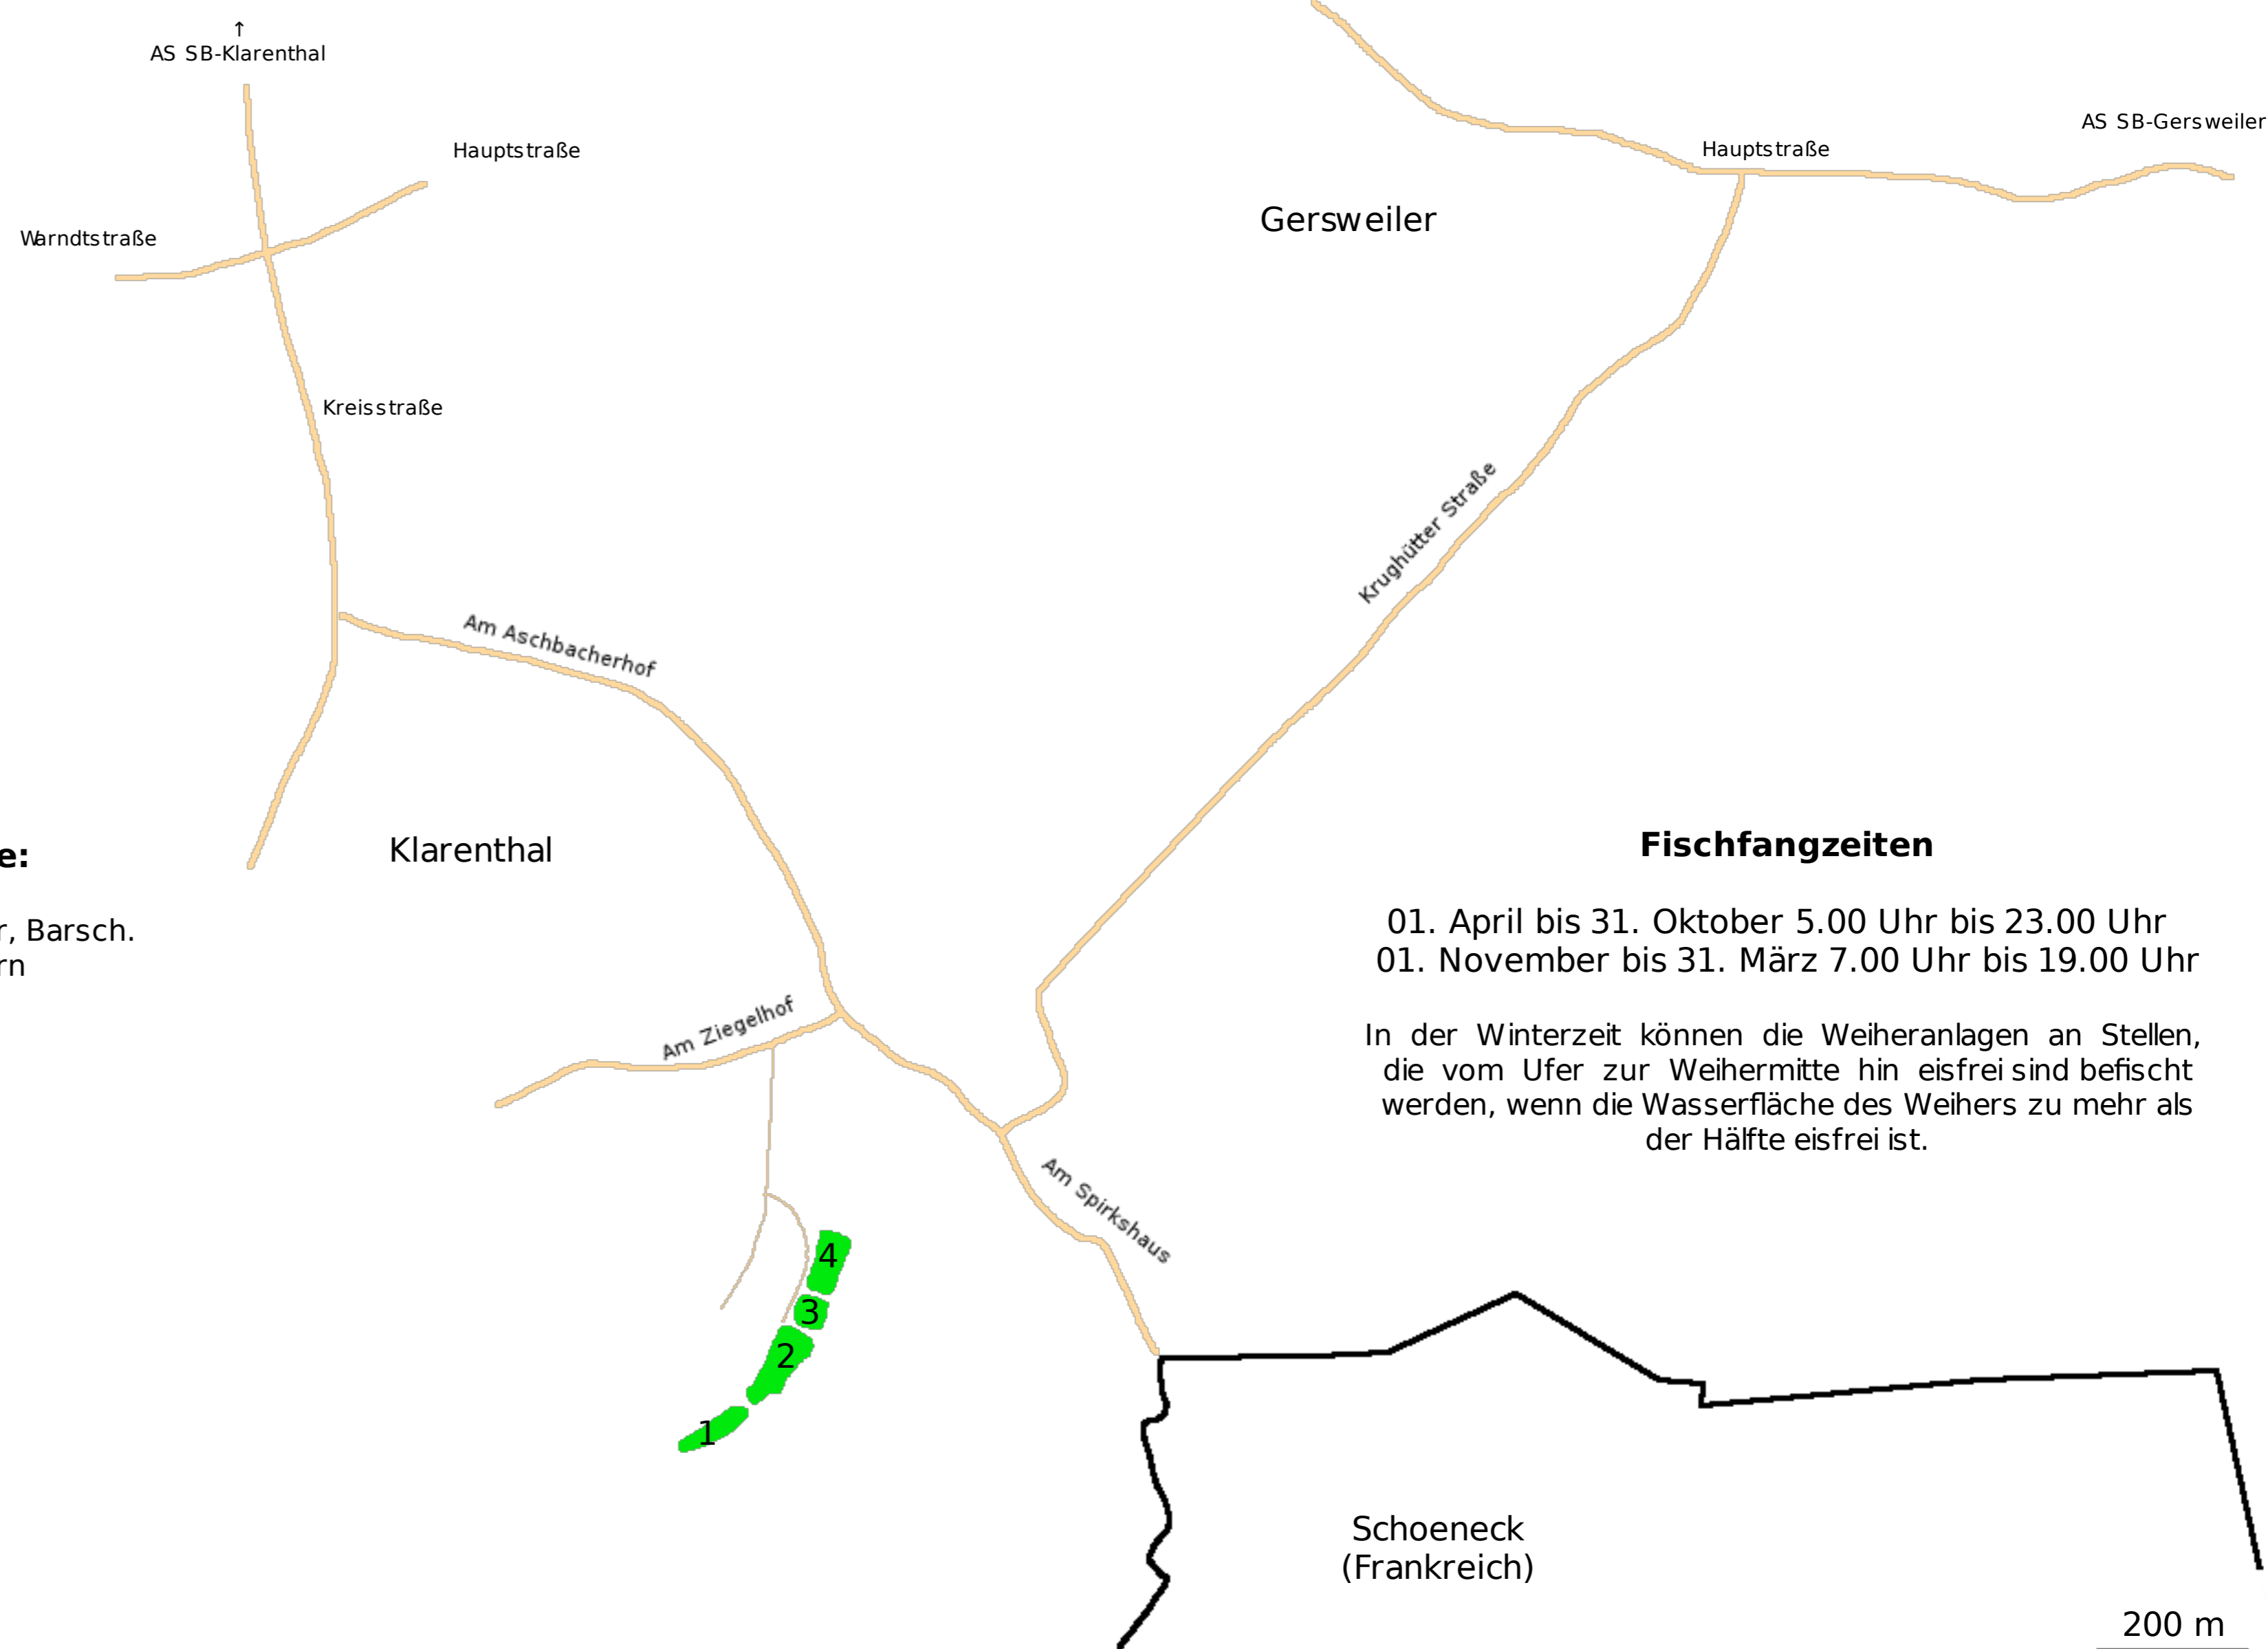 ↑
AS SB-Klarenthal
Hauptstraße
AS SB-Gersweiler
Hauptstraße
Gersweiler
Warndtstraße
Kreisstraße
Krughütter Straße
Am Aschbacherhof
Klarenthal
e:
r, Barsch.
rn
Fischfangzeiten
01. April bis 31. Oktober 5.00 Uhr bis 23.00 Uhr
01. November bis 31. März 7.00 Uhr bis 19.00 Uhr
In der Winterzeit können die Weiheranlagen an Stellen,
die vom Ufer zur Weihermitte hin eisfrei sind befischt
werden, wenn die Wasserfläche des Weihers zu mehr als
der Hälfte eisfrei ist.
Am Ziegelhof
Am Spirkshaus
4
3
2
1
Schoeneck
(Frankreich)
200 m